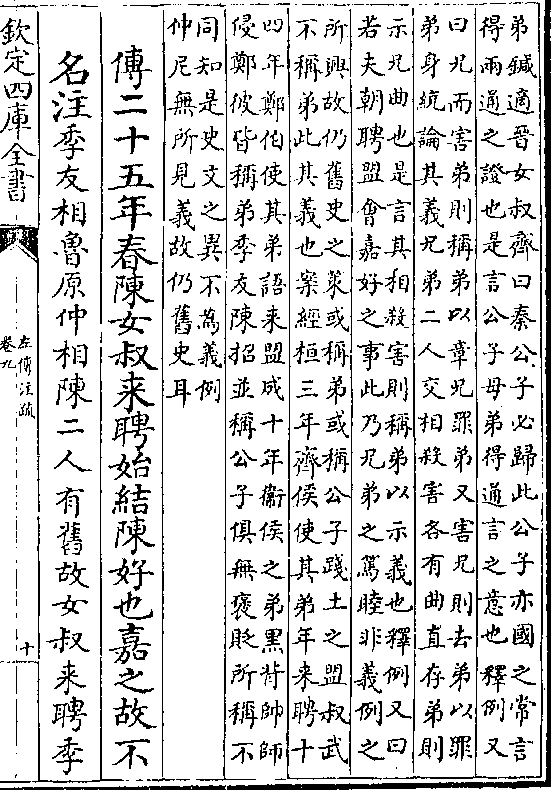 弟鍼適晉女叔齊曰秦公子必歸此公子亦國之常言
得兩通之證也是言公子母弟得通言之意也釋例又
曰兄而害弟則稱弟以章兄罪弟又害兄則去弟以罪
弟身統論其義兄弟二人交相殺害各有曲直存弟則
示兄曲也是言其相殺害則稱弟以示義也釋例又曰
若夫朝聘盟會嘉好之事此乃兄弟之篤睦非義例之
所興故仍舊史之策或稱弟或稱公子踐土之盟叔武
不稱弟此其義也案經桓三年齊侯使其弟年来聘十
四年鄭伯使其弟語来盟成十年衛侯之弟黒背帥師
侵鄭彼皆稱弟季友陳招並稱公子俱無褒貶所稱不
同知是史文之異不為義例
仲尼無所見義故仍舊史耳
傳二十五年春陳女叔来聘始結陳好也嘉之故不
名注季友相魯原仲相陳二人有舊故女叔来聘季
欽定四庫全書
左傳注疏
卷九
十